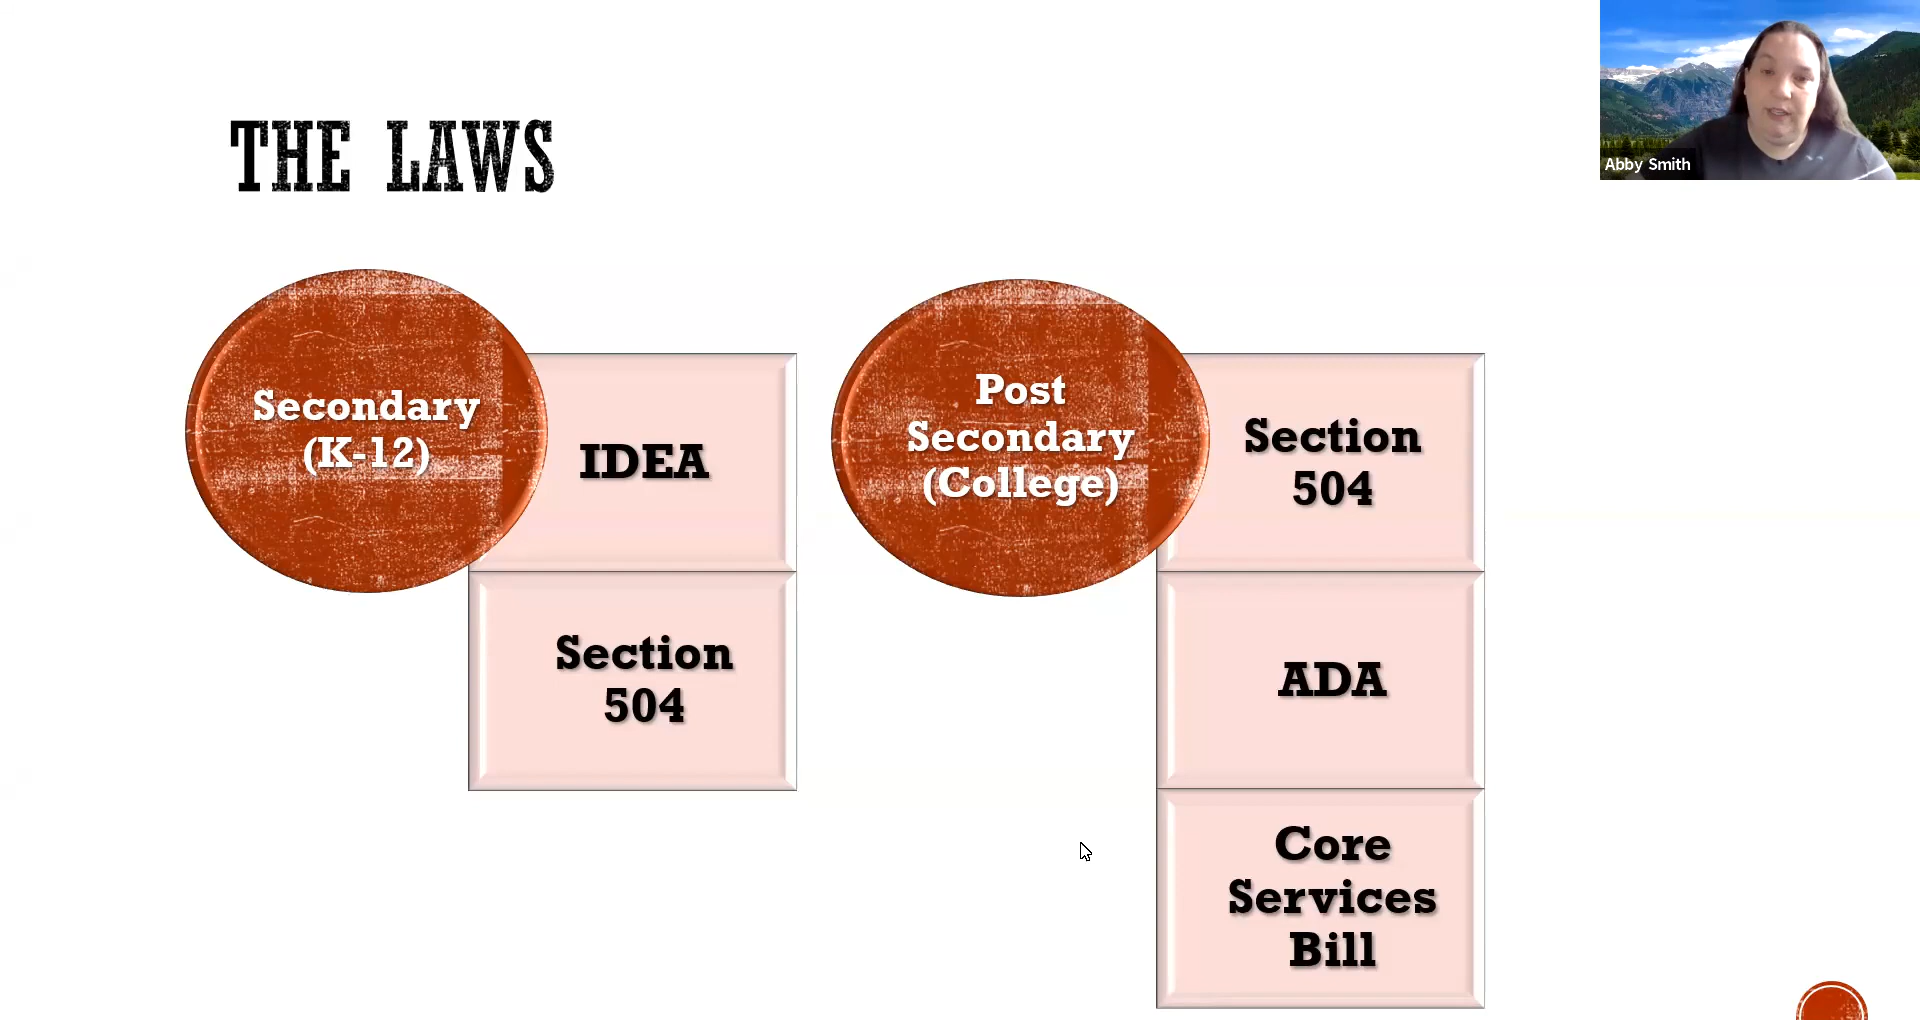 THE LAWS
Abby Smith
Secondary
(K-12)
IDEA
Section
504
Post
Secondary
(College)
Section
504
ADA
Core
Services
Bill